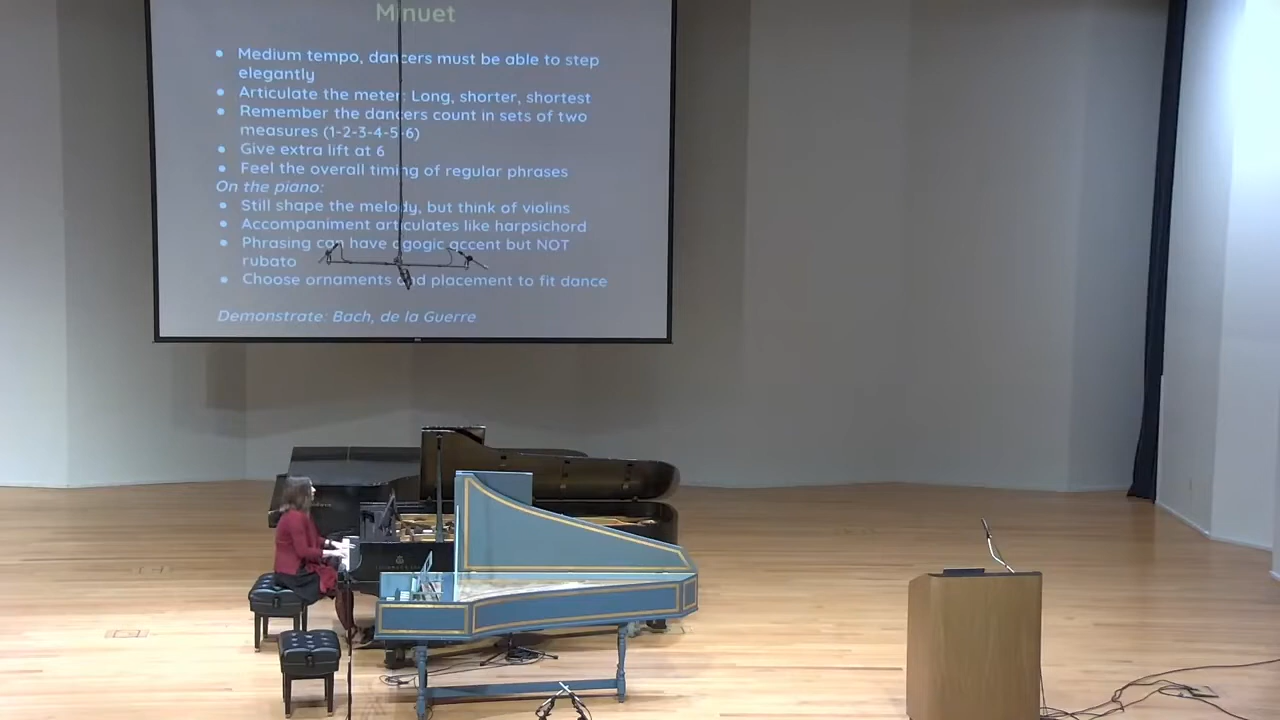 Minuet
• Medium tempo, dancers must be able to step
elegantly
• Articulate the meter: Long, shorter, shortest
• Remember the dancers count in sets of two
measures (1-2-3-4-5-6)
• Give extra lift at 6
• Feel the overall timing of regular phrases
On the piano:
• Still shape the melody, but think of violins
• Accompaniment articulates like harpsichord
• Phrasing can have agogic accent but NOT
rubato
• Choose ornaments and placement to fit dance
Demonstrate: Bach, de la Guerre